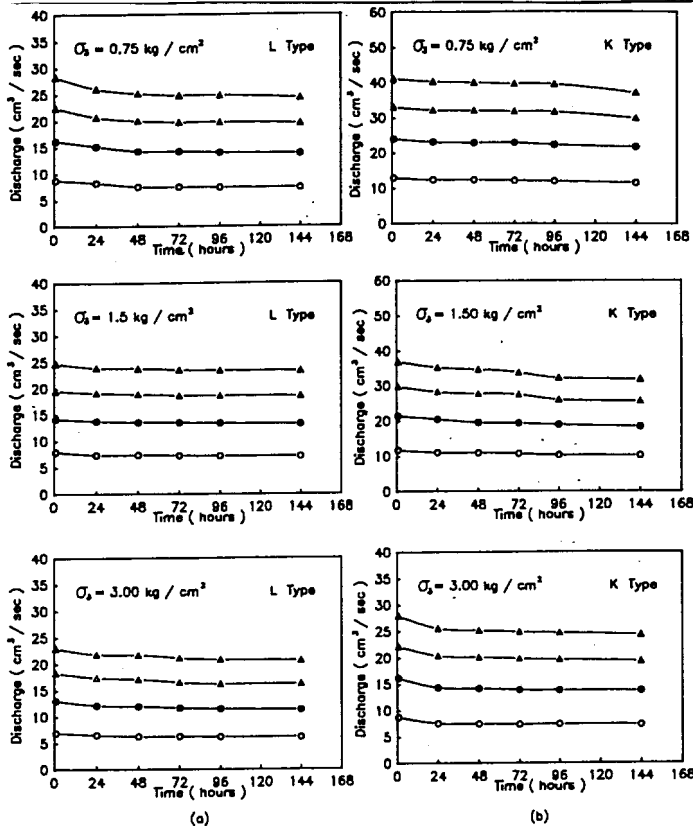 40
35
30
25
20
15
10
5
0
Discharge ( cm³ / sec)
σ₃ = 0.75 kg / cm²
L Type
0 24 48 72 96 120 144 168
Time ( hours )
60
50
40
30
20
10
0
Discharge ( cm³ / sec)
σ₃ = 0.75 kg / cm²
K Type
0 24 48 72 96 120 144 168
Time ( hours )
40
35
30
25
20
15
10
5
0
Discharge ( cm³ / sec)
σ₃ = 1.5 kg / cm²
L Type
0 24 48 72 96 120 144 168
Time ( hours )
60
50
40
30
20
10
0
Discharge ( cm³ / sec)
σ₃ = 1.50 kg / cm²
K Type
0 24 48 72 96 120 144 168
Time ( hours )
40
35
30
25
20
15
10
5
0
Discharge ( cm³ / sec)
σ₃ = 3.00 kg / cm²
L Type
0 24 48 72 96 120 144 168
Time ( hours )
(a)
40
35
30
25
20
15
10
5
0
Discharge ( cm³ / sec)
σ₃ = 3.00 kg / cm²
K Type
0 24 48 72 96 120 144 168
Time ( hours )
(b)